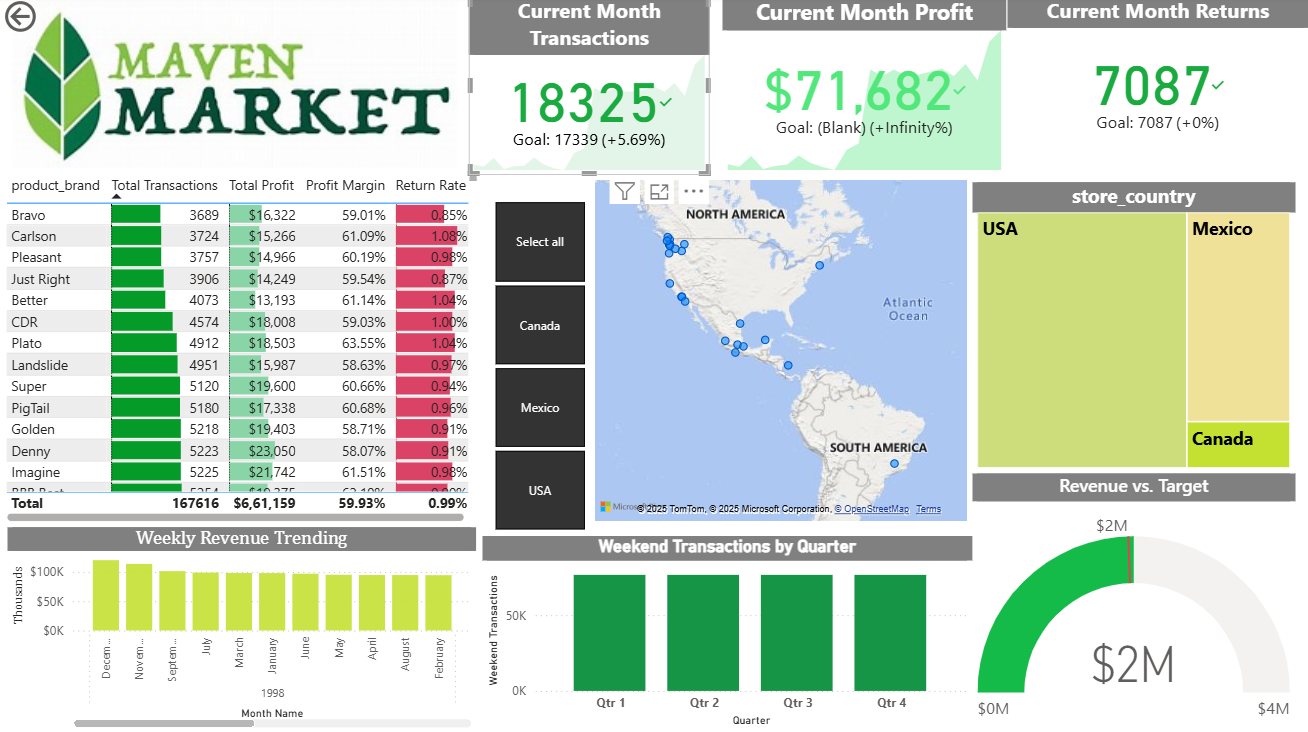 MAVEN
MARKET
Current Month
Transactions
18325
Goal: 17339 (+5.69%)
Current Month Profit
$71,682
Goal: (Blank) (+Infinity%)
Current Month Returns
7087
Goal: 7087 (+0%)
product_brand Total Transactions Total Profit Profit Margin Return Rate
Bravo 3689 $16,322 59.01% 0.85%
Carlson 3724 $15,266 61.09% 1.08%
Pleasant 3757 $14,966 60.19% 0.98%
Just Right 3906 $14,249 59.54% 0.87%
Better 4073 $13,193 61.14% 1.04%
CDR 4574 $18,008 59.03% 1.00%
Plato 4912 $18,503 63.55% 1.04%
Landslide 4951 $15,987 58.63% 0.97%
Super 5120 $19,600 60.66% 0.94%
PigTail 5180 $17,338 60.68% 0.96%
Golden 5218 $19,403 58.71% 0.91%
Denny 5223 $23,050 58.07% 0.91%
Imagine 5225 $21,742 61.51% 0.98%
Total 167616 $6,61,159 59.93% 0.99%
Select all
Canada
Mexico
USA
NORTH AMERICA
Atlantic
Ocean
SOUTH AMERICA
© 2025 TomTom, © 2025 Microsoft Corporation, © OpenStreetMap Terms
store_country
USA
Mexico
Canada
Weekly Revenue Trending
Thousands
$100K
$50K
$0K
Decem...
Novem...
Septem...
July
March
January
June
May
April
August
February
1998
Month Name
Weekend Transactions by Quarter
Weekend Transactions
50K
0K
Qtr 1
Qtr 2
Qtr 3
Qtr 4
Quarter
Revenue vs. Target
$2M
$2M
$0M
$4M